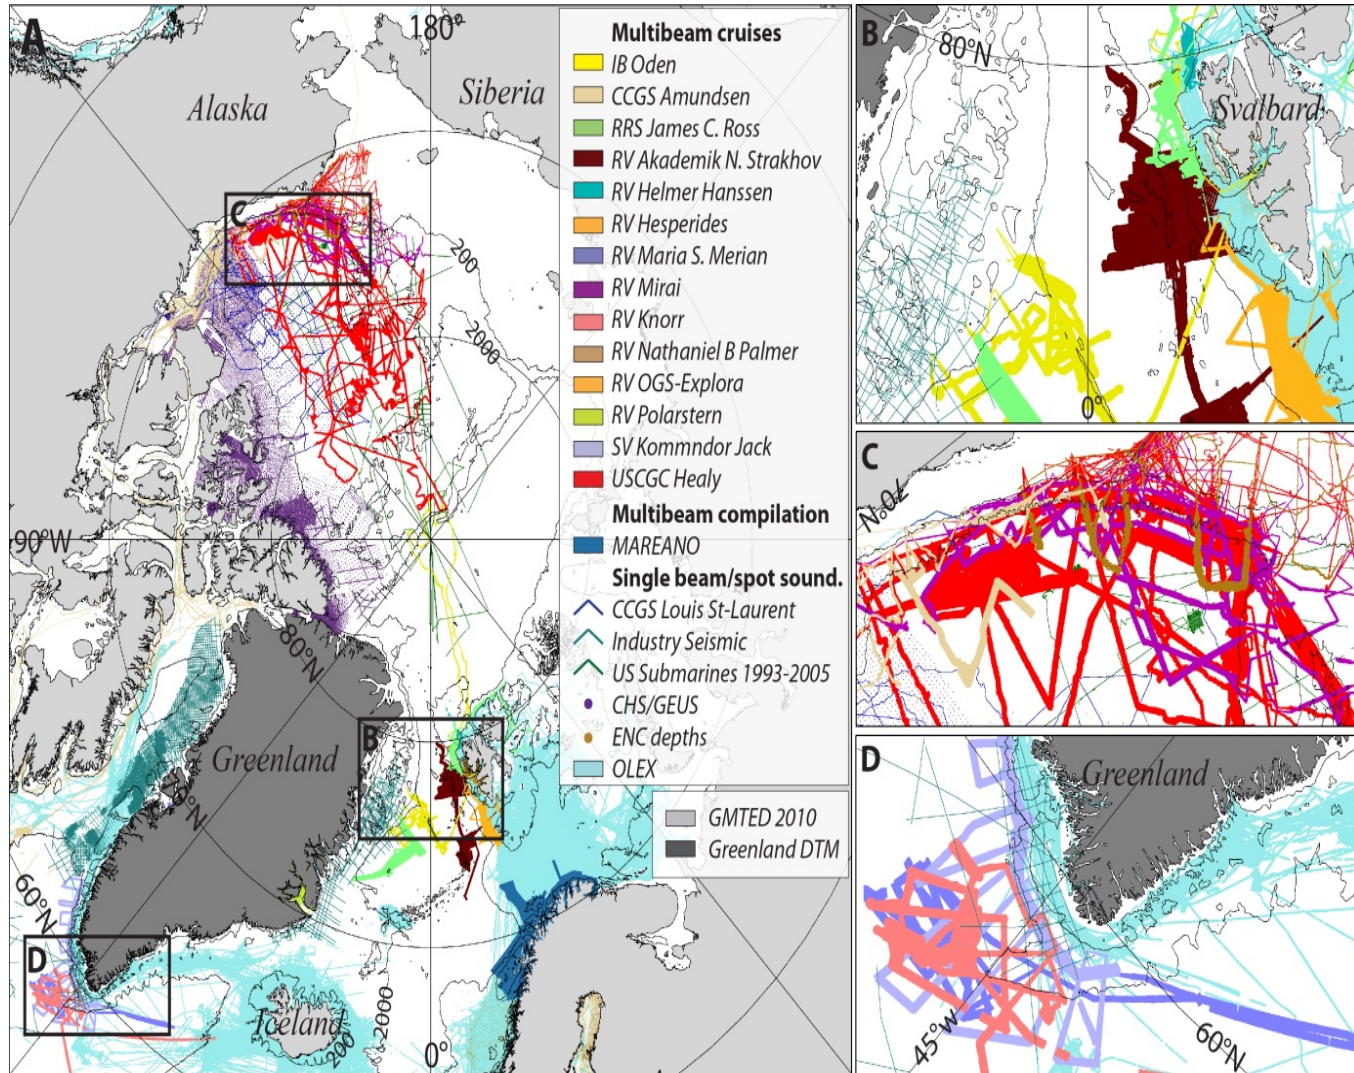 A
180°
Alaska
Siberia
C
200
2000
90°W
80°N
Greenland
70°N
B
60°N
D
Iceland
200
2000
0°
Multibeam cruises
IB Oden
CCGS Amundsen
RRS James C. Ross
RV Akademik N. Strakhov
RV Helmer Hanssen
RV Hesperides
RV Maria S. Merian
RV Mirai
RV Knorr
RV Nathaniel B Palmer
RV OGS-Explora
RV Polarstern
SV Kommndor Jack
USCGC Healy
Multibeam compilation
MAREANO
Single beam/spot sound.
CCGS Louis St-Laurent
Industry Seismic
US Submarines 1993-2005
CHS/GEUS
ENC depths
OLEX
GMTED 2010
Greenland DTM
B
80°N
Svalbard
0°
C
70°N
D
Greenland
45°W
60°N